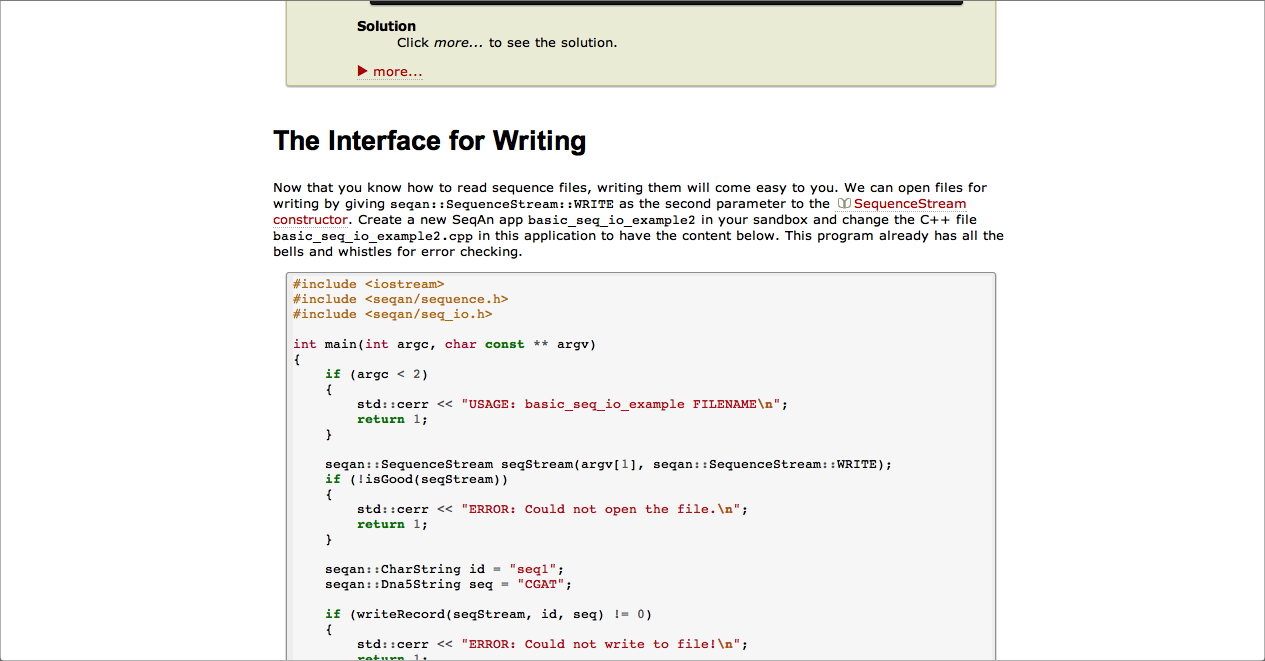 Solution
Click more... to see the solution.
▶ more...
The Interface for Writing
Now that you know how to read sequence files, writing them will come easy to you. We can open files for
writing by giving seqan::SequenceStream::WRITE as the second parameter to the SequenceStream
constructor. Create a new SeqAn app basic_seq_io_example2 in your sandbox and change the C++ file
basic_seq_io_example2.cpp in this application to have the content below. This program already has all the
bells and whistles for error checking.
#include <iostream>
#include <seqan/sequence.h>
#include <seqan/seq_io.h>
int main(int argc, char const ** argv)
{
if (argc < 2)
{
std::cerr << "USAGE: basic_seq_io_example FILENAME\n";
return 1;
}
seqan::SequenceStream seqStream(argv[1], seqan::SequenceStream::WRITE);
if (!isGood(seqStream))
{
std::cerr << "ERROR: Could not open the file.\n";
return 1;
}
seqan::CharString id = "seq1";
seqan::Dna5String seq = "CGAT";
if (writeRecord(seqStream, id, seq) != 0)
{
std::cerr << "ERROR: Could not write to file!\n";
return 1;